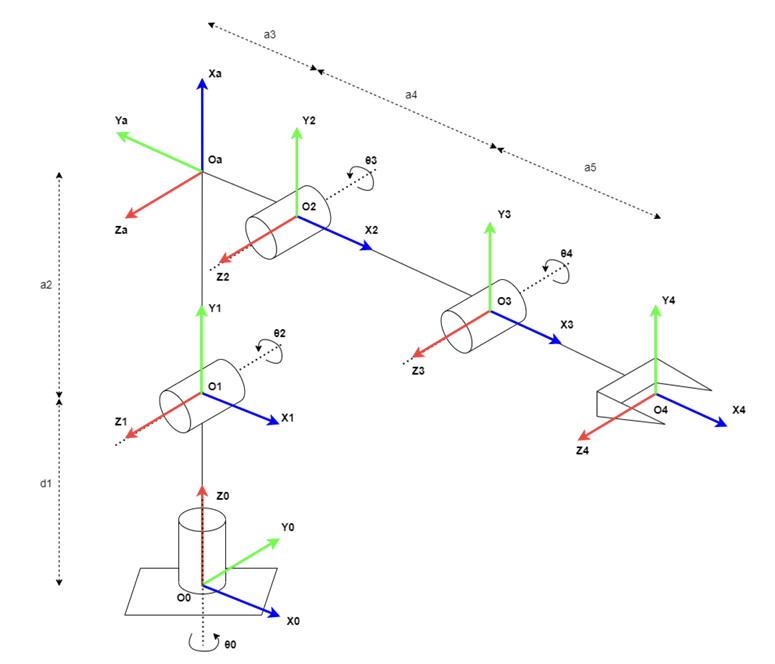 a3
Xa
a4
Ya
Y2
Oa
θ3
a5
Za
O2
Y3
X2
θ4
Z2
a2
Y1
O3
Y4
X3
θ2
Z3
O1
O4
X4
Z1
X1
Z4
d1
Z0
Y0
O0
X0
θ0